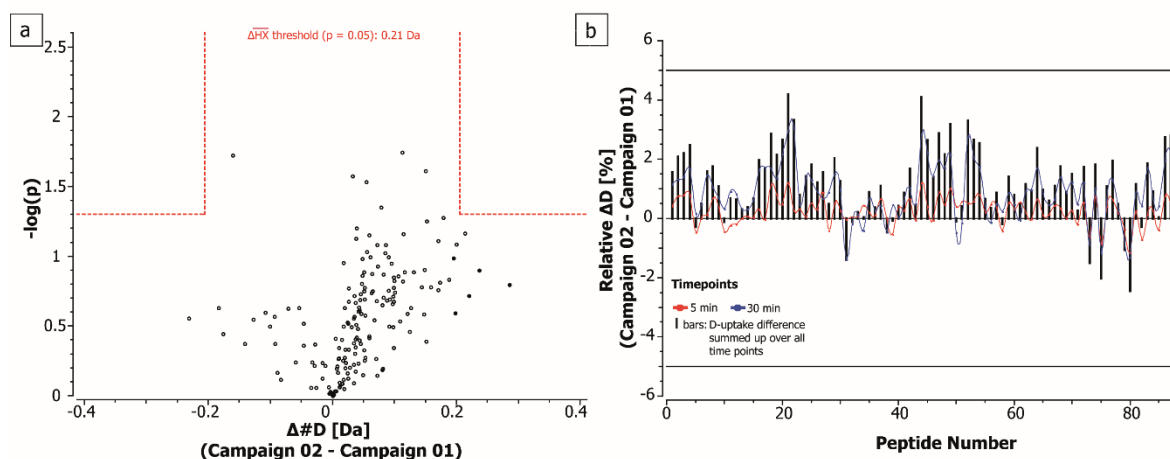 a
ΔHX threshold (p = 0.05): 0.21 Da
2.5
2
1.5
1
0.5
0
-log(p)
-0.4
-0.2
0.0
0.2
0.4
Δ#D [Da]
(Campaign 02 - Campaign 01)
b
6
4
2
0
-2
-4
-6
Relative ΔD [%]
(Campaign 02 - Campaign 01)
Timepoints
5 min 30 min
bars: D-uptake difference
summed up over all
time points
0
20
40
60
80
Peptide Number